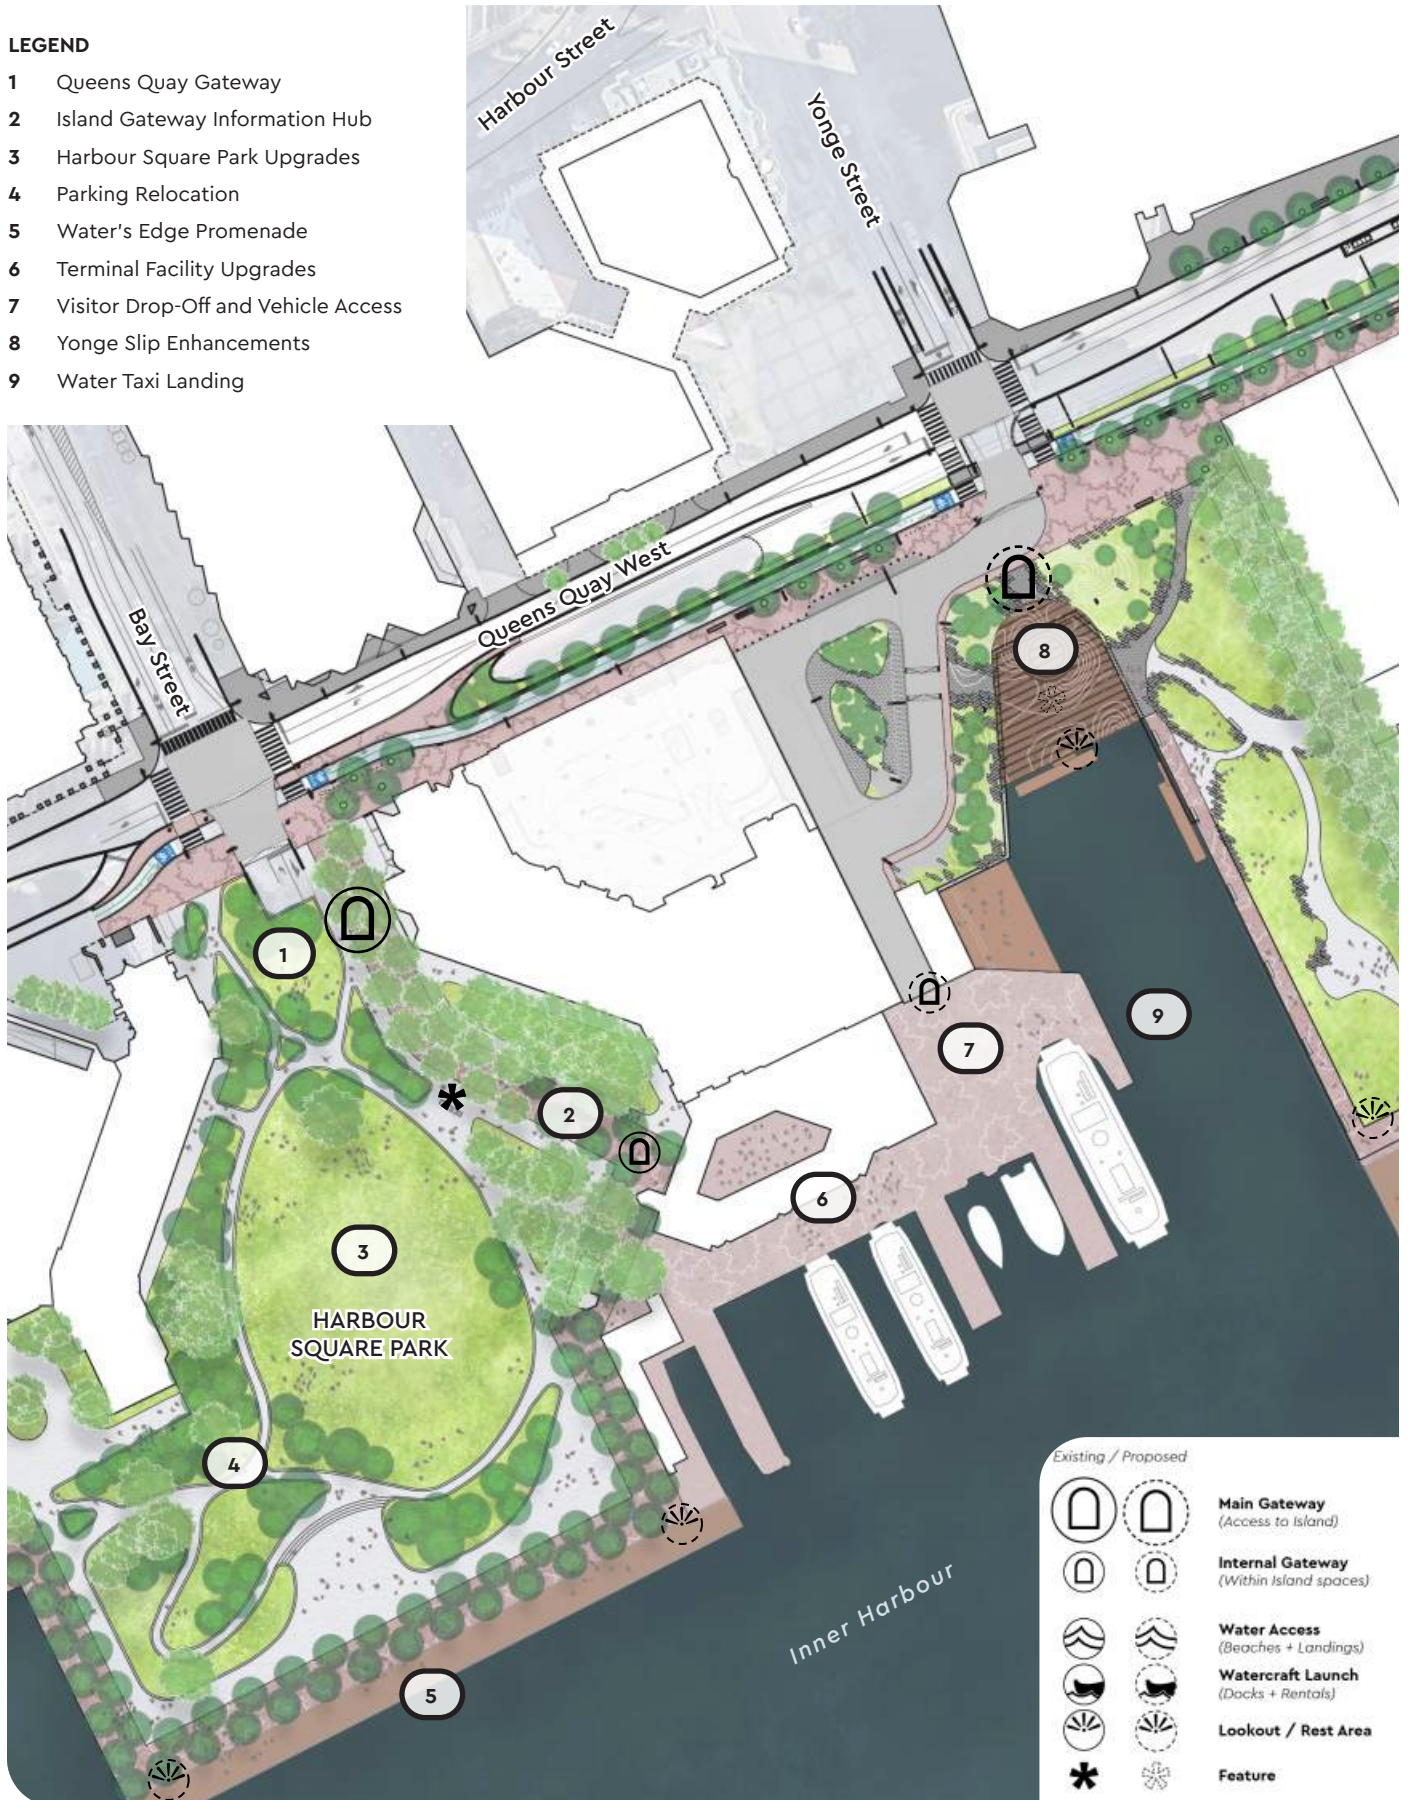 LEGEND
1 Queens Quay Gateway
2 Island Gateway Information Hub
3 Harbour Square Park Upgrades
4 Parking Relocation
5 Water's Edge Promenade
6 Terminal Facility Upgrades
7 Visitor Drop-Off and Vehicle Access
8 Yonge Slip Enhancements
9 Water Taxi Landing
Harbour Street
Yonge Street
Queens Quay West
Bay Street
8
1
9
7
2
6
3
HARBOUR
SQUARE PARK
4
5
Inner Harbour
Existing / Proposed
Main Gateway
(Access to Island)
Internal Gateway
(Within Island spaces)
Water Access
(Beaches + Landings)
Watercraft Launch
(Docks + Rentals)
Lookout / Rest Area
Feature